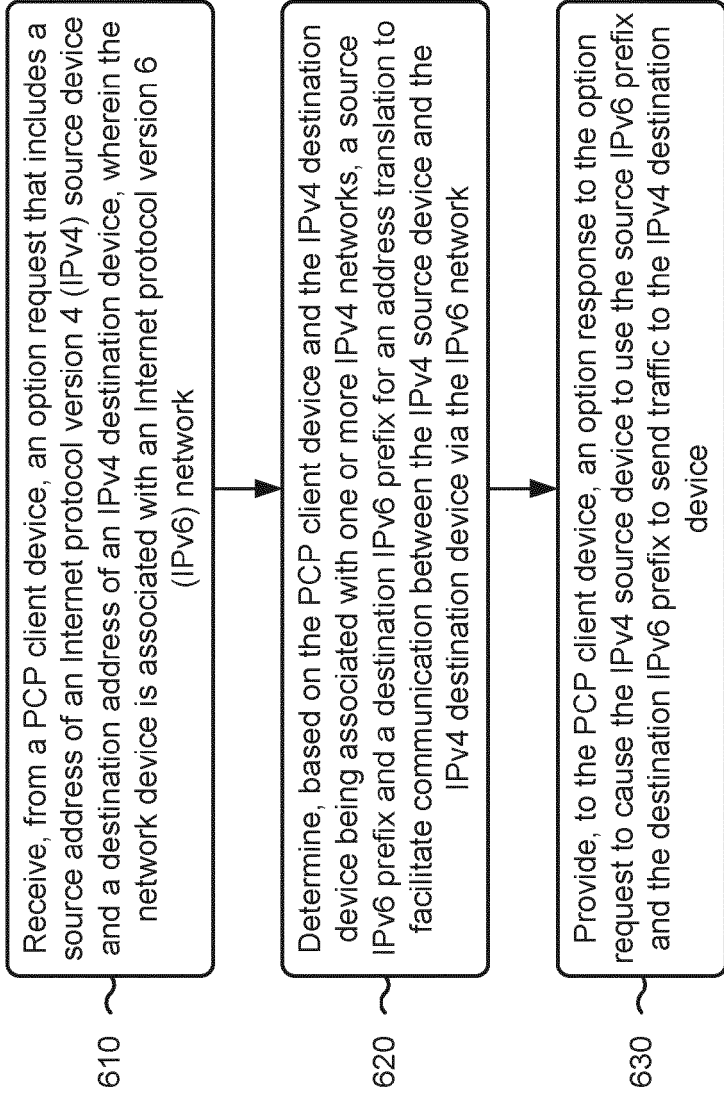 610
Receive, from a PCP client device, an option request that includes a
source address of an Internet protocol version 4 (IPv4) source device
and a destination address of an IPv4 destination device, wherein the
network device is associated with an Internet protocol version 6
(IPv6) network
620
Determine, based on the PCP client device and the IPv4 destination
device being associated with one or more IPv4 networks, a source
IPv6 prefix and a destination IPv6 prefix for an address translation to
facilitate communication between the IPv4 source device and the
IPv4 destination device via the IPv6 network
630
Provide, to the PCP client device, an option response to the option
request to cause the IPv4 source device to use the source IPv6 prefix
and the destination IPv6 prefix to send traffic to the IPv4 destination
device